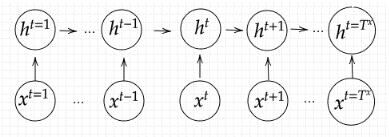 h^{t=1} ... h^{t-1} h^{t} h^{t+1} ... h^{t=T^x}
x^{t=1} ... x^{t-1} x^{t} x^{t+1} ... x^{t=T^x}